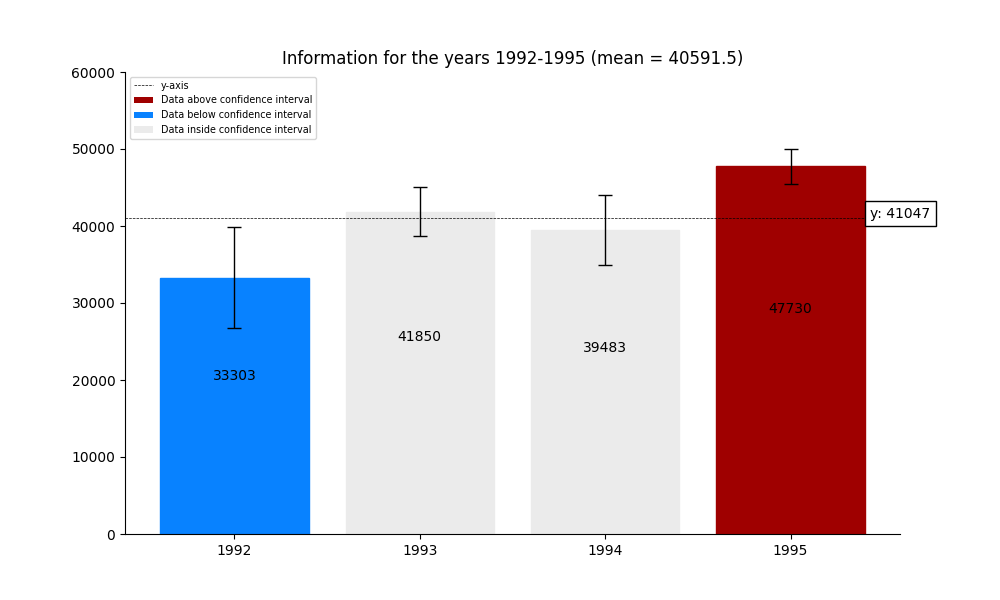 Information for the years 1992-1995 (mean = 40591.5)
60000
y-axis
Data above confidence interval
Data below confidence interval
Data inside confidence interval
50000
y: 41047
40000
30000
47730
41850
39483
33303
20000
10000
0
1992 1993 1994 1995